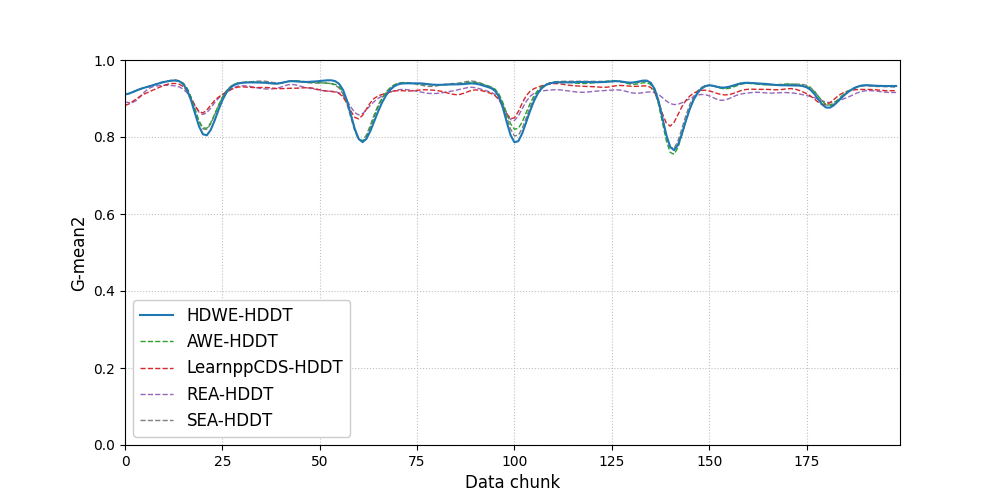 1.0
0.8
0.6
0.4
0.2
0.0
G-mean2
HDWE-HDDT
AWE-HDDT
LearnppCDS-HDDT
REA-HDDT
SEA-HDDT
0 25 50 75 100 125 150 175
Data chunk